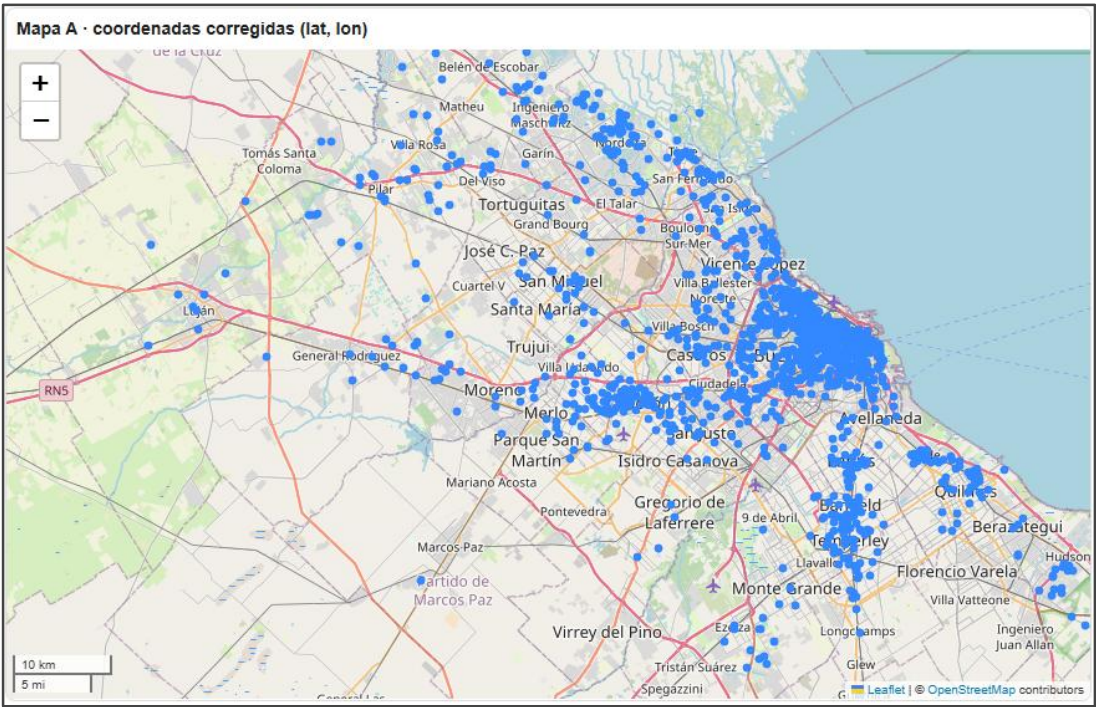 Mapa A · coordenadas corregidas (lat, lon)
de la Cruz
+
−
Belén de Escobar
Matheu
Ingeniero
Maschwitz
Villa Rosa
Garín
Nordelta
Tigre
Tomás Santa
Coloma
Pilar
Del Viso
San Fernando
Tortuguitas
El Talar
San Isidro
Grand Bourg
Boulogne
Sur Mer
José C. Paz
Vicente López
Cuartel V
San Miguel
Villa Ballester
Noreste
Luján
Santa María
Villa Bosch
Trujui
General Rodríguez
Villa Udaondo
Caseros
Bu
RN5
Moreno
Ciudadela
Merlo
Avellaneda
Parque San
Martín
San Justo
Isidro Casanova
Lanús
Mariano Acosta
Quilmes
Pontevedra
Gregorio de
Laferrere
9 de Abril
Banfield
Berazategui
Temperley
Marcos Paz
Hudson
Llavallol
Partido de
Marcos Paz
Monte Grande
Florencio Varela
Villa Vatteone
Virrey del Pino
Ezeiza
Longchamps
Ingeniero
Juan Allan
10 km
5 mi
Tristán Suárez
Glew
Spegazzini
General Las
G
Leaflet | © OpenStreetMap contributors